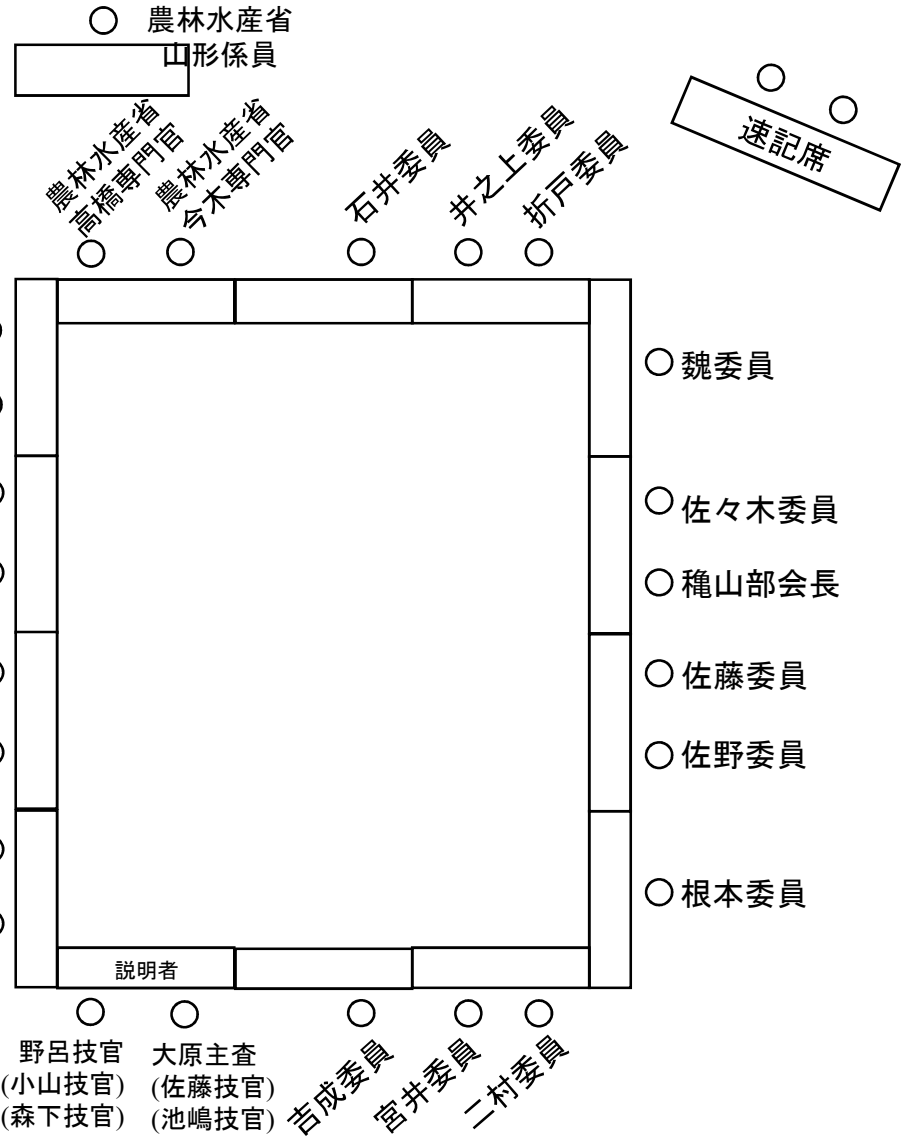 農林水産省
山形係員
速記席
農林水産省
高橋専門官
農林水産省
今木専門官
石井委員
井之上委員
折戸委員
魏委員
佐々木委員
穐山部会長
佐藤委員
佐野委員
根本委員
説明者
野呂技官
(小山技官)
(森下技官)
大原主査
(佐藤技官)
(池嶋技官)
吉成委員
宮井委員
二村委員